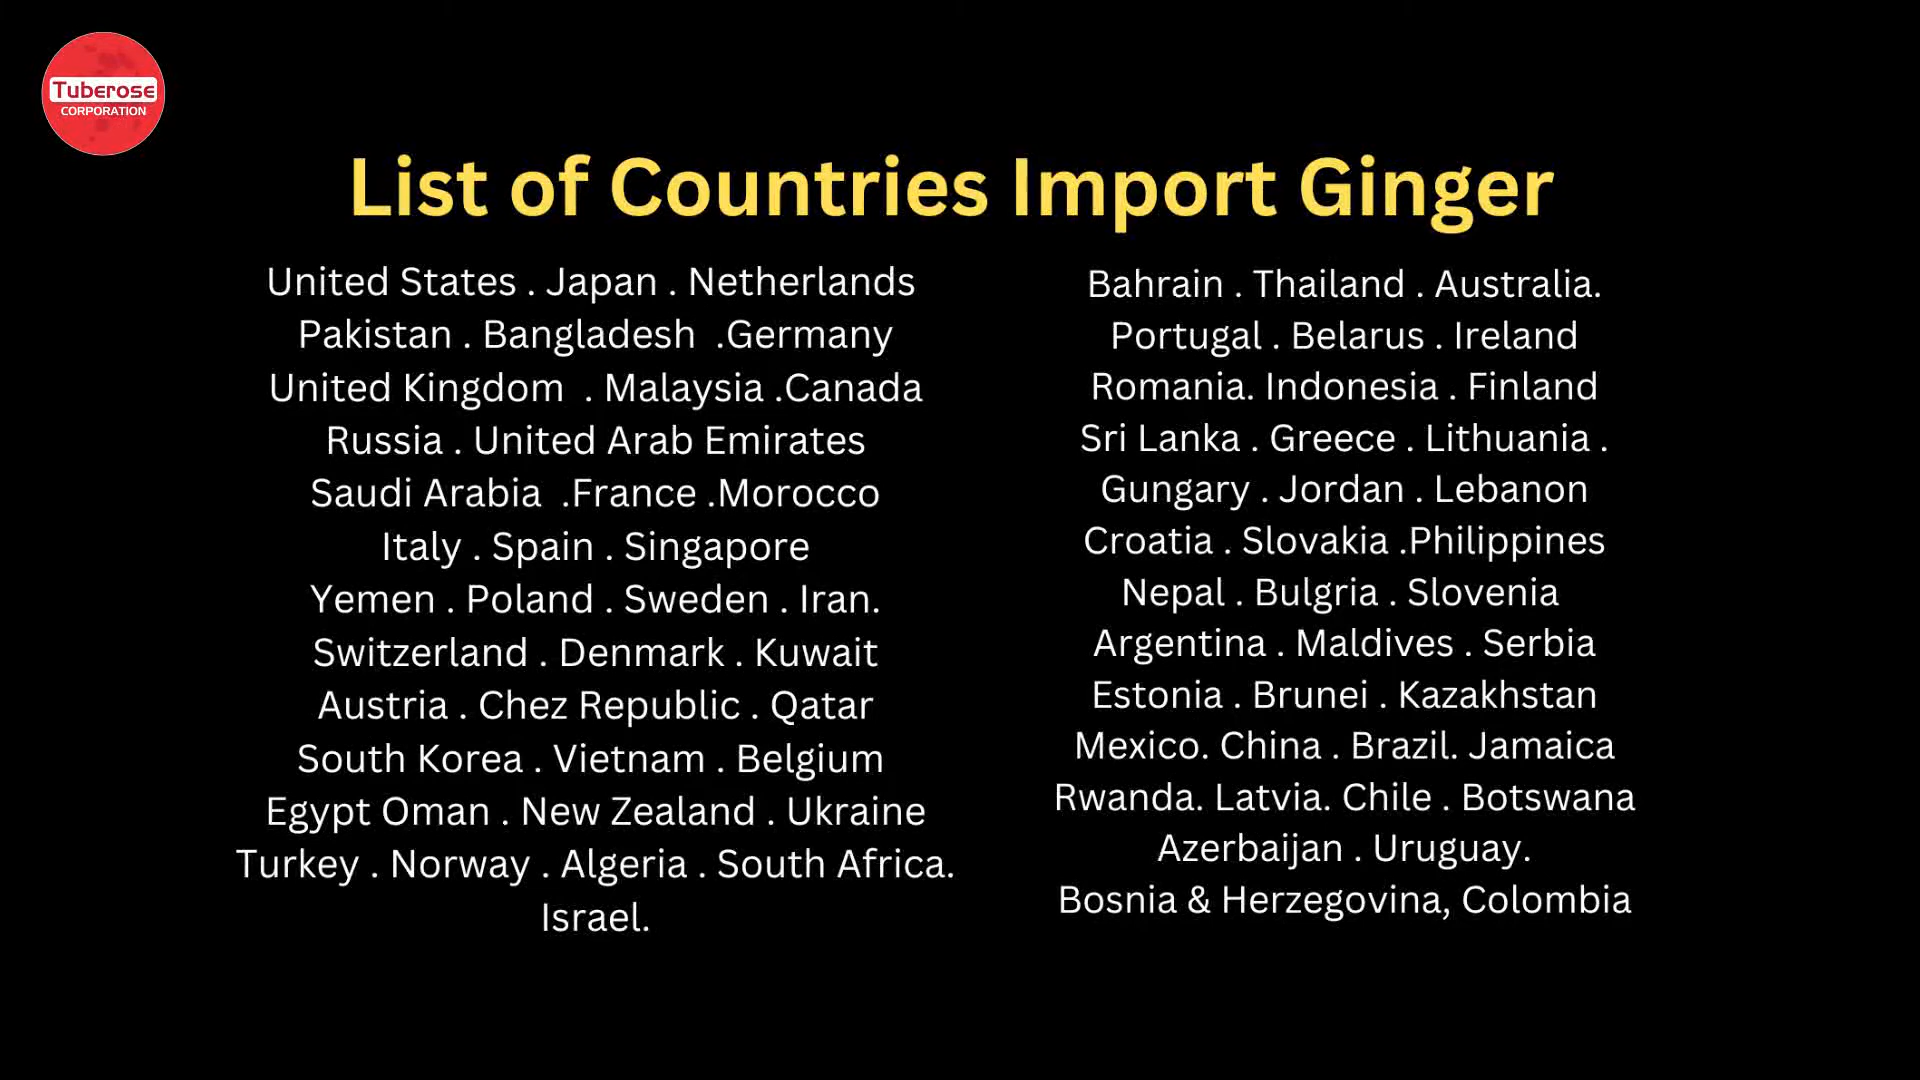 Tuberose
CORPORATION
List of Countries Import Ginger
United States . Japan . Netherlands
Pakistan . Bangladesh  .Germany
United Kingdom  . Malaysia .Canada
Russia . United Arab Emirates
Saudi Arabia  .France .Morocco
Italy . Spain . Singapore
Yemen . Poland . Sweden . Iran.
Switzerland . Denmark . Kuwait
Austria . Chez Republic . Qatar
South Korea . Vietnam . Belgium
Egypt Oman . New Zealand . Ukraine
Turkey . Norway . Algeria . South Africa.
Israel.
Bahrain . Thailand . Australia.
Portugal . Belarus . Ireland
Romania. Indonesia . Finland
Sri Lanka . Greece . Lithuania .
Gungary . Jordan . Lebanon
Croatia . Slovakia .Philippines
Nepal . Bulgria . Slovenia
Argentina . Maldives . Serbia
Estonia . Brunei . Kazakhstan
Mexico. China . Brazil. Jamaica
Rwanda. Latvia. Chile . Botswana
Azerbaijan . Uruguay.
Bosnia & Herzegovina, Colombia